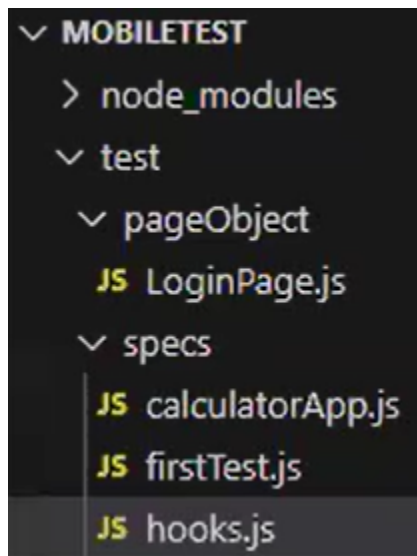 MOBILETEST
node_modules
test
pageObject
JS LoginPage.js
specs
JS calculatorApp.js
JS firstTest.js
JS hooks.js